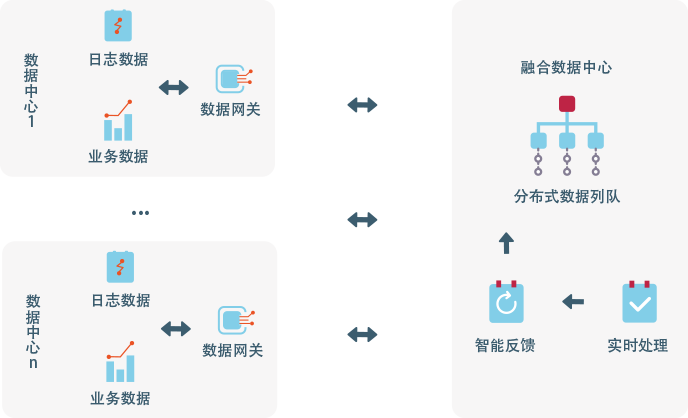 日志数据
数据中心1
数据网关
业务数据
...
日志数据
数据中心n
数据网关
业务数据
融合数据中心
分布式数据列队
智能反馈
实时处理